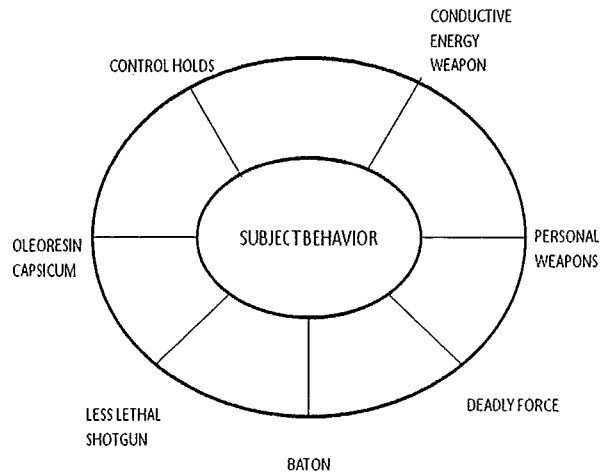 CONDUCTIVE
ENERGY
WEAPON
CONTROL HOLDS
SUBJECT BEHAVIOR
PERSONAL
WEAPONS
OLEORESIN
CAPSICUM
DEADLY FORCE
LESS LETHAL
SHOTGUN
BATON